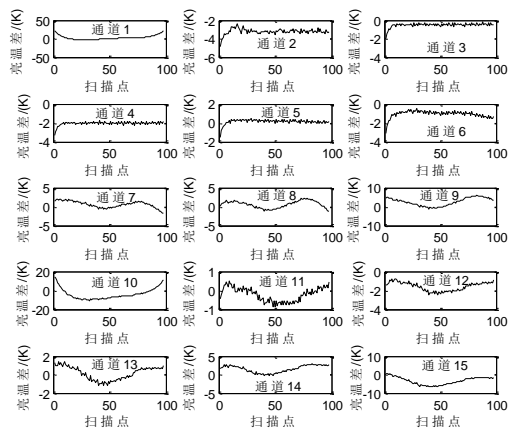 50 0 -50 亮温差/(K) 通道 1 0 50 100 扫描点
-2 -4 -6 亮温差/(K) 通道 2 0 50 100 扫描点
0 -2 -4 亮温差/(K) 通道 3 0 50 100 扫描点
0 -2 -4 亮温差/(K) 通道 4 0 50 100 扫描点
2 0 -2 亮温差/(K) 通道 5 0 50 100 扫描点
0 -2 -4 亮温差/(K) 通道 6 0 50 100 扫描点
5 0 -5 亮温差/(K) 通道 7 0 50 100 扫描点
5 0 -5 亮温差/(K) 通道 8 0 50 100 扫描点
10 0 -10 亮温差/(K) 通道 9 0 50 100 扫描点
20 0 -20 亮温差/(K) 通道 10 0 50 100 扫描点
1 0 -1 亮温差/(K) 通道 11 0 50 100 扫描点
0 -2 -4 亮温差/(K) 通道 12 0 50 100 扫描点
2 0 -2 亮温差/(K) 通道 13 0 50 100 扫描点
5 0 -5 亮温差/(K) 通道 14 0 50 100 扫描点
10 0 -10 亮温差/(K) 通道 15 0 50 100 扫描点